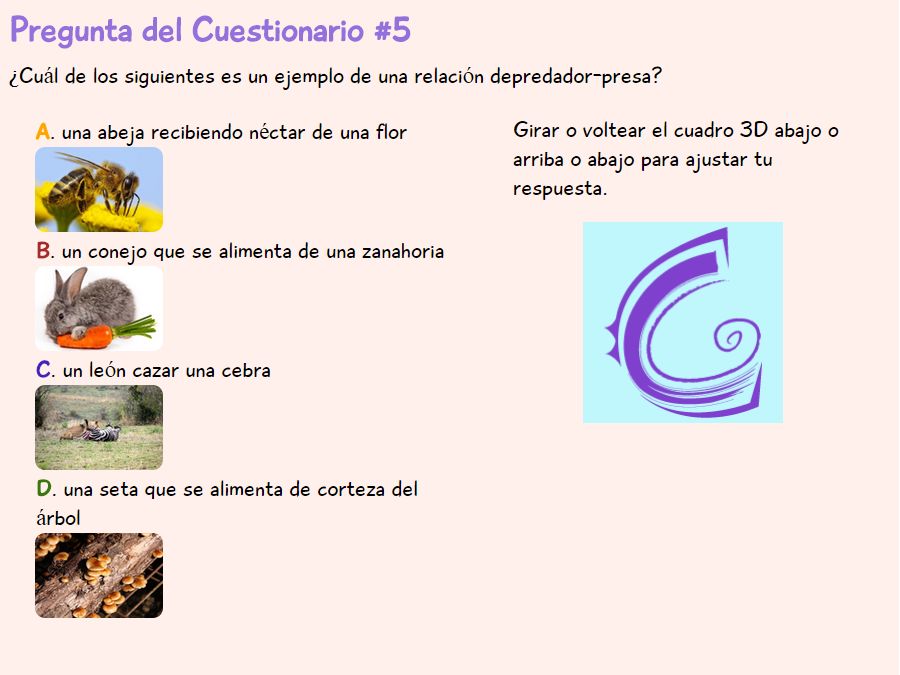 Pregunta del Cuestionario #5
¿Cuál de los siguientes es un ejemplo de una relación depredador-presa?
A. una abeja recibiendo néctar de una flor
B. un conejo que se alimenta de una zanahoria
C. un león cazar una cebra
D. una seta que se alimenta de corteza del
árbol
Girar o voltear el cuadro 3D abajo o
arriba o abajo para ajustar tu
respuesta.
C